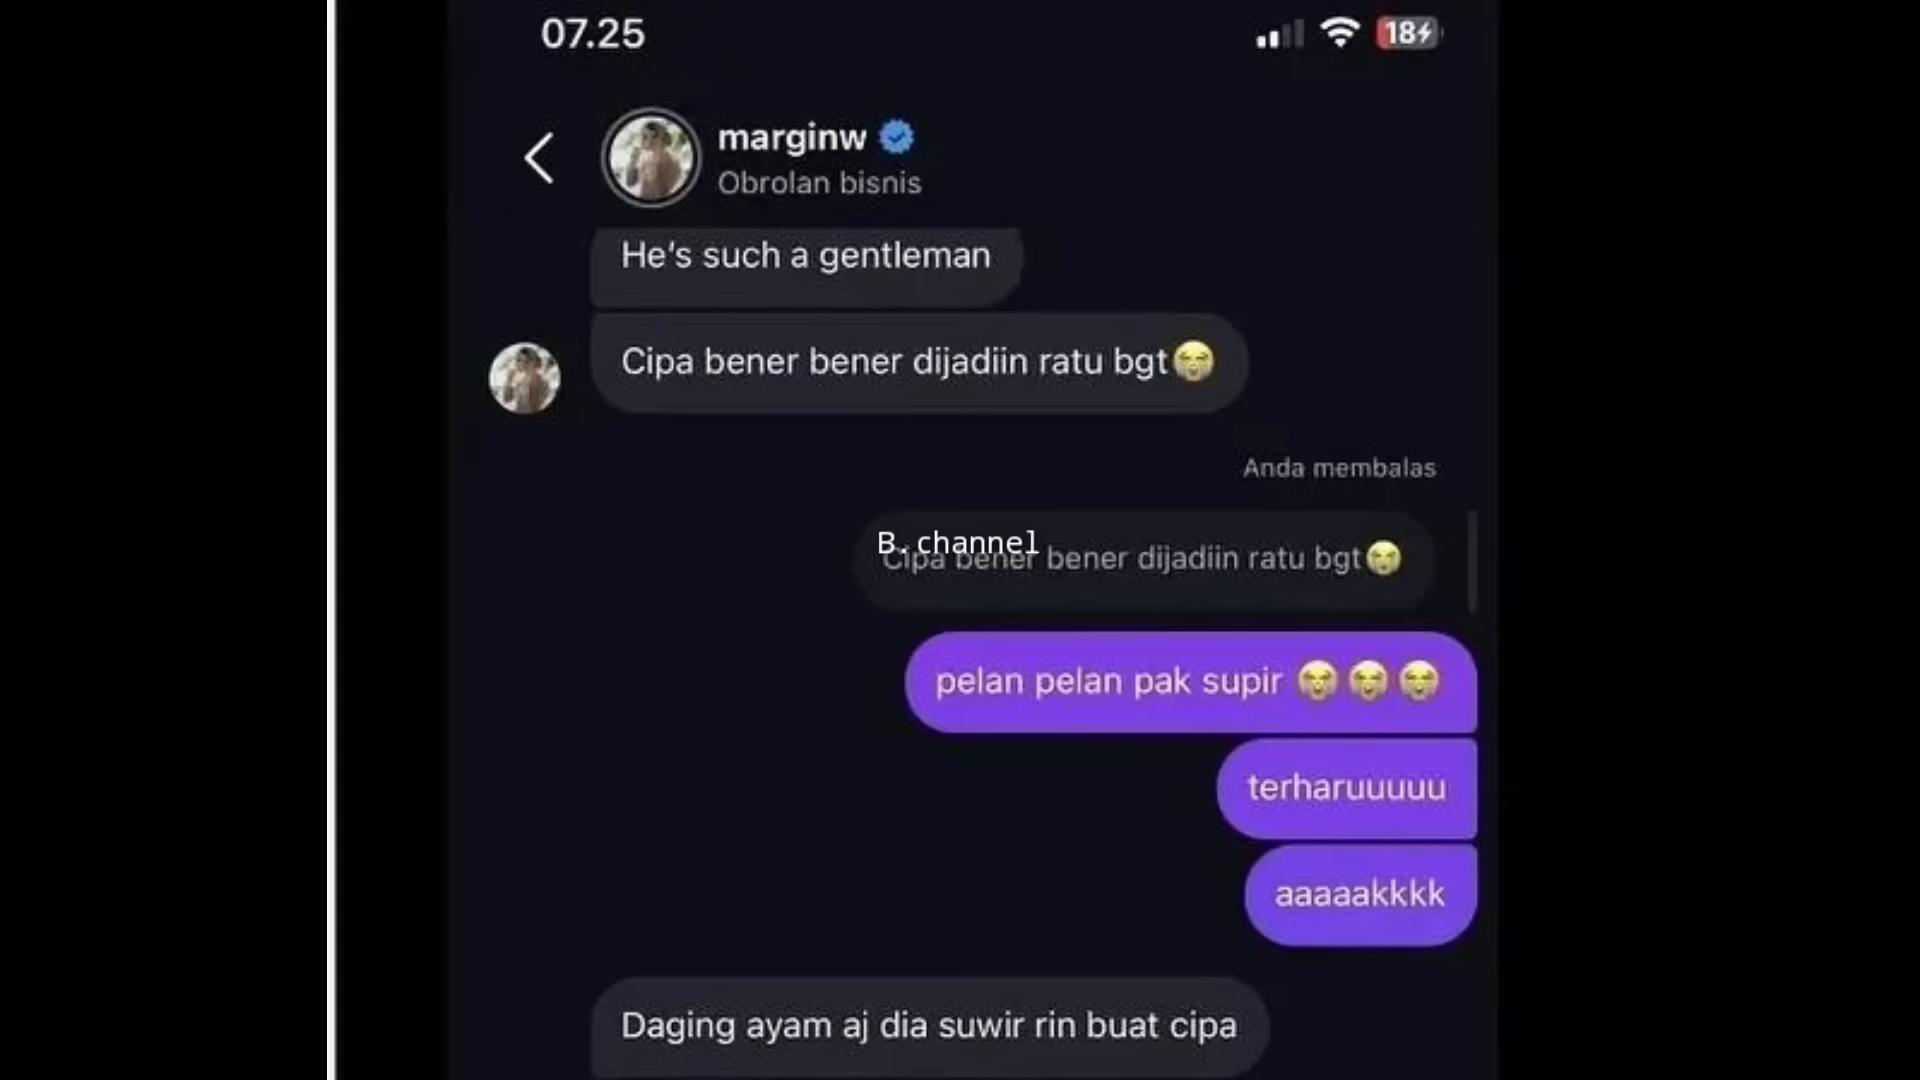 07.25
18
marginw
Obrolan bisnis
He's such a gentleman
Cipa bener bener dijadiin ratu bgt😭
Anda membalas
B.channel
Cipa bener bener dijadiin ratu bgt😭
pelan pelan pak supir 😭😭😭
terharuuuuu
aaaaakkkk
Daging ayam aj dia suwir rin buat cipa